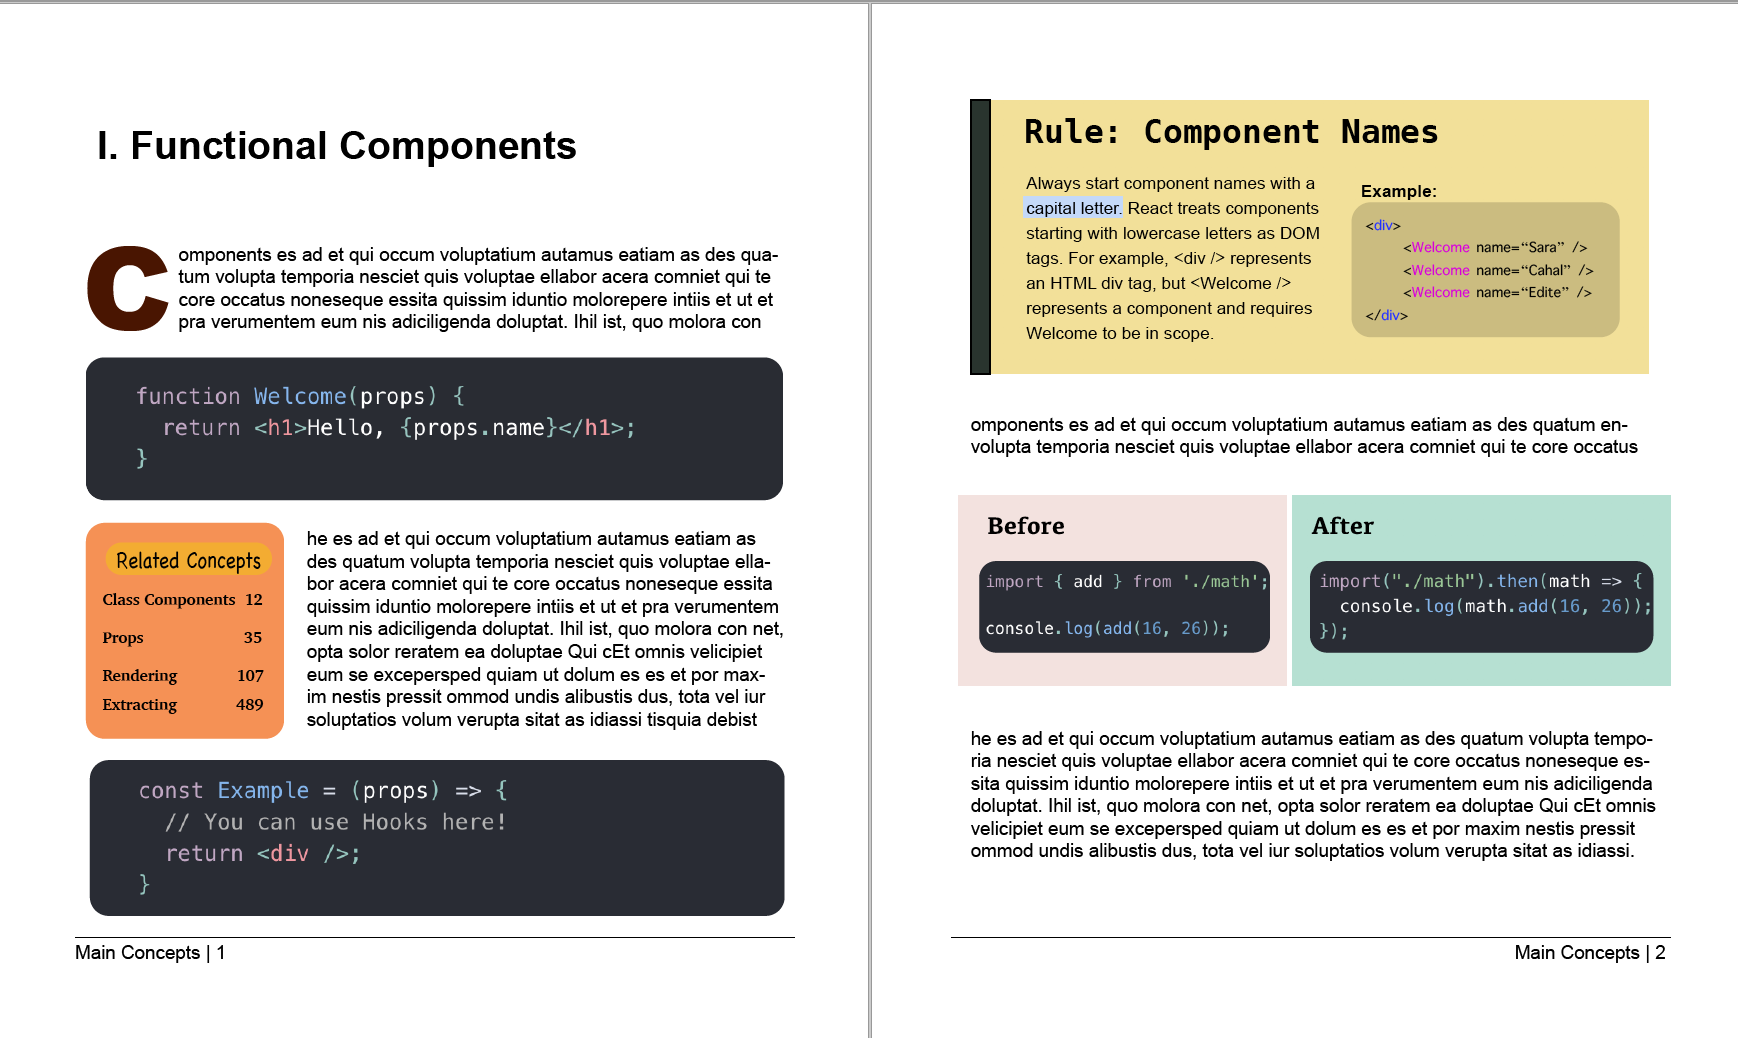 I. Functional Components
Components es ad et qui occum voluptatium autamus eatiam as des qua-
tum volupta temporia nesciet quis voluptae ellabor acera comniet qui te
core occatus noneseque essita quissim iduntio molorepere intiis et ut et
pra verumentem eum nis adiciligenda doluptat. Ihil ist, quo molora con
function Welcome(props) {
  return <h1>Hello, {props.name}</h1>;
}
Related Concepts
Class Components 12
Props 35
Rendering 107
Extracting 489
he es ad et qui occum voluptatium autamus eatiam as
des quatum volupta temporia nesciet quis voluptae ella-
bor acera comniet qui te core occatus noneseque essita
quissim iduntio molorepere intiis et ut et pra verumentem
eum nis adiciligenda doluptat. Ihil ist, quo molora con net,
opta solor reratem ea doluptae Qui cEt omnis velicipiet
eum se excepersped quiam ut dolum es es et por max-
im nestis pressit ommod undis alibustis dus, tota vel iur
soluptatios volum verupta sitat as idiassi tisquia debist
const Example = (props) => {
  // You can use Hooks here!
  return <div />;
}
Main Concepts | 1
Rule: Component Names
Always start component names with a
capital letter. React treats components
starting with lowercase letters as DOM
tags. For example, <div /> represents
an HTML div tag, but <Welcome />
represents a component and requires
Welcome to be in scope.
Example:
<div>
<Welcome name=“Sara” />
<Welcome name=“Cahal” />
<Welcome name=“Edite” />
</div>
omponents es ad et qui occum voluptatium autamus eatiam as des quatum en-
volupta temporia nesciet quis voluptae ellabor acera comniet qui te core occatus
Before
import { add } from './math';
console.log(add(16, 26));
After
import("./math").then(math => {
  console.log(math.add(16, 26));
});
he es ad et qui occum voluptatium autamus eatiam as des quatum volupta tempo-
ria nesciet quis voluptae ellabor acera comniet qui te core occatus noneseque es-
sita quissim iduntio molorepere intiis et ut et pra verumentem eum nis adiciligenda
doluptat. Ihil ist, quo molora con net, opta solor reratem ea doluptae Qui cEt omnis
velicipiet eum se excepersped quiam ut dolum es es et por maxim nestis pressit
ommod undis alibustis dus, tota vel iur soluptatios volum verupta sitat as idiassi.
Main Concepts | 2